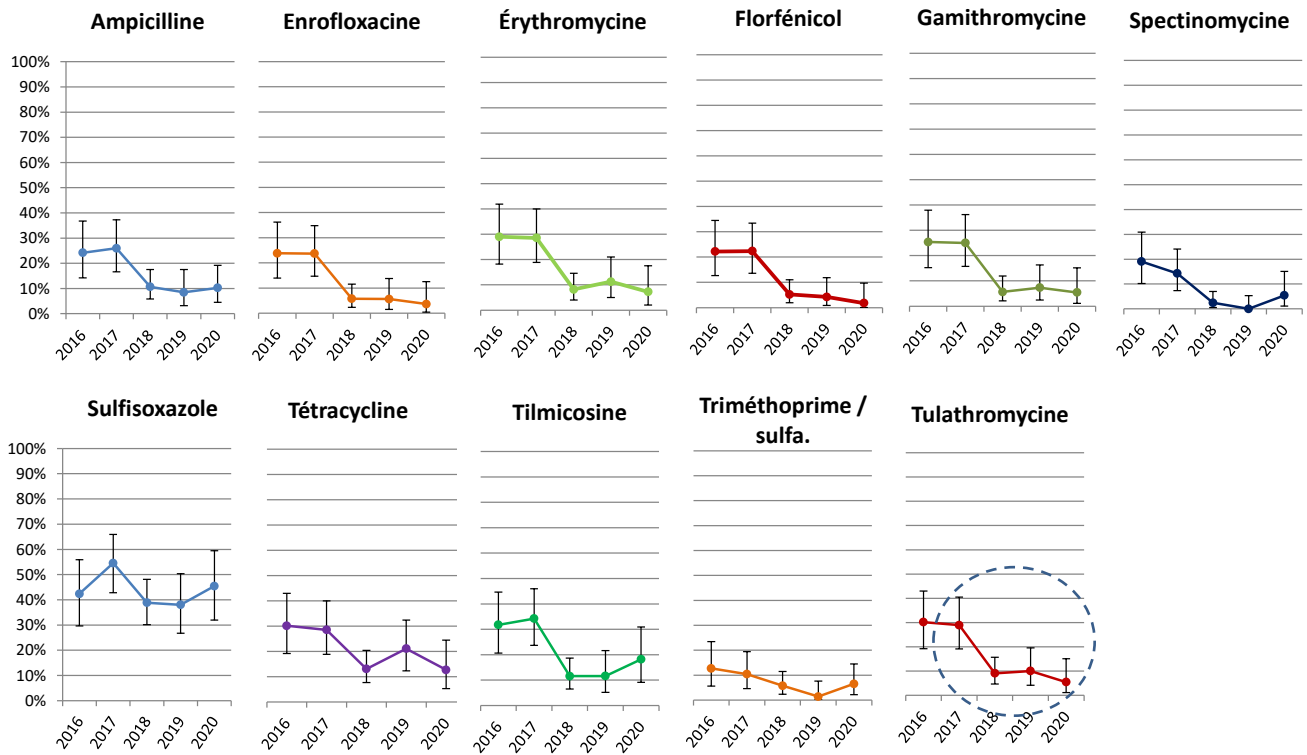 Ampicilline
Enrofloxacine
Érythromycine
Florfénicol
Gamithromycine
Spectinomycine
100%
90%
80%
70%
60%
50%
40%
30%
20%
10%
0%
2016 2017 2018 2019 2020
2016 2017 2018 2019 2020
2016 2017 2018 2019 2020
2016 2017 2018 2019 2020
2016 2017 2018 2019 2020
2016 2017 2018 2019 2020
Sulfisoxazole
Tétracycline
Tilmicosine
Triméthoprime /
sulfa.
Tulathromycine
100%
90%
80%
70%
60%
50%
40%
30%
20%
10%
0%
2016 2017 2018 2019 2020
2016 2017 2018 2019 2020
2016 2017 2018 2019 2020
2016 2017 2018 2019 2020
2016 2017 2018 2019 2020